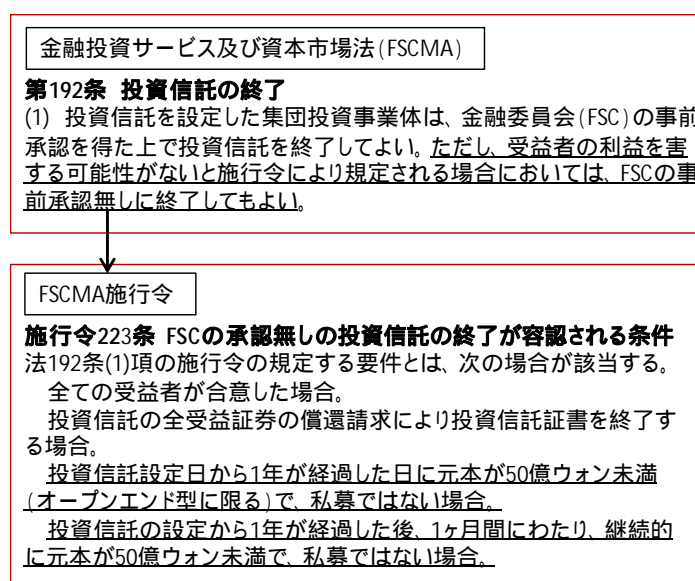 金融投資サービス及び資本市場法(FSCMA)
第192条 投資信託の終了
(1) 投資信託を設定した集団投資事業体は、金融委員会(FSC)の事前
承認を得た上で投資信託を終了してよい。ただし、受益者の利益を害
する可能性がないと施行令により規定される場合においては、FSCの事
前承認無しに終了してもよい。
FSCMA施行令
施行令223条 FSCの承認無しの投資信託の終了が容認される条件
法192条(1)項の施行令の規定する要件とは、次の場合が該当する。
全ての受益者が合意した場合。
投資信託の全受益証券の償還請求により投資信託証書を終了す
る場合。
投資信託設定日から1年が経過した日に元本が50億ウォン未満
(オープンエンド型に限る)で、私募ではない場合。
投資信託の設定から1年が経過した後、1ヶ月間にわたり、継続的
に元本が50億ウォン未満で、私募ではない場合。